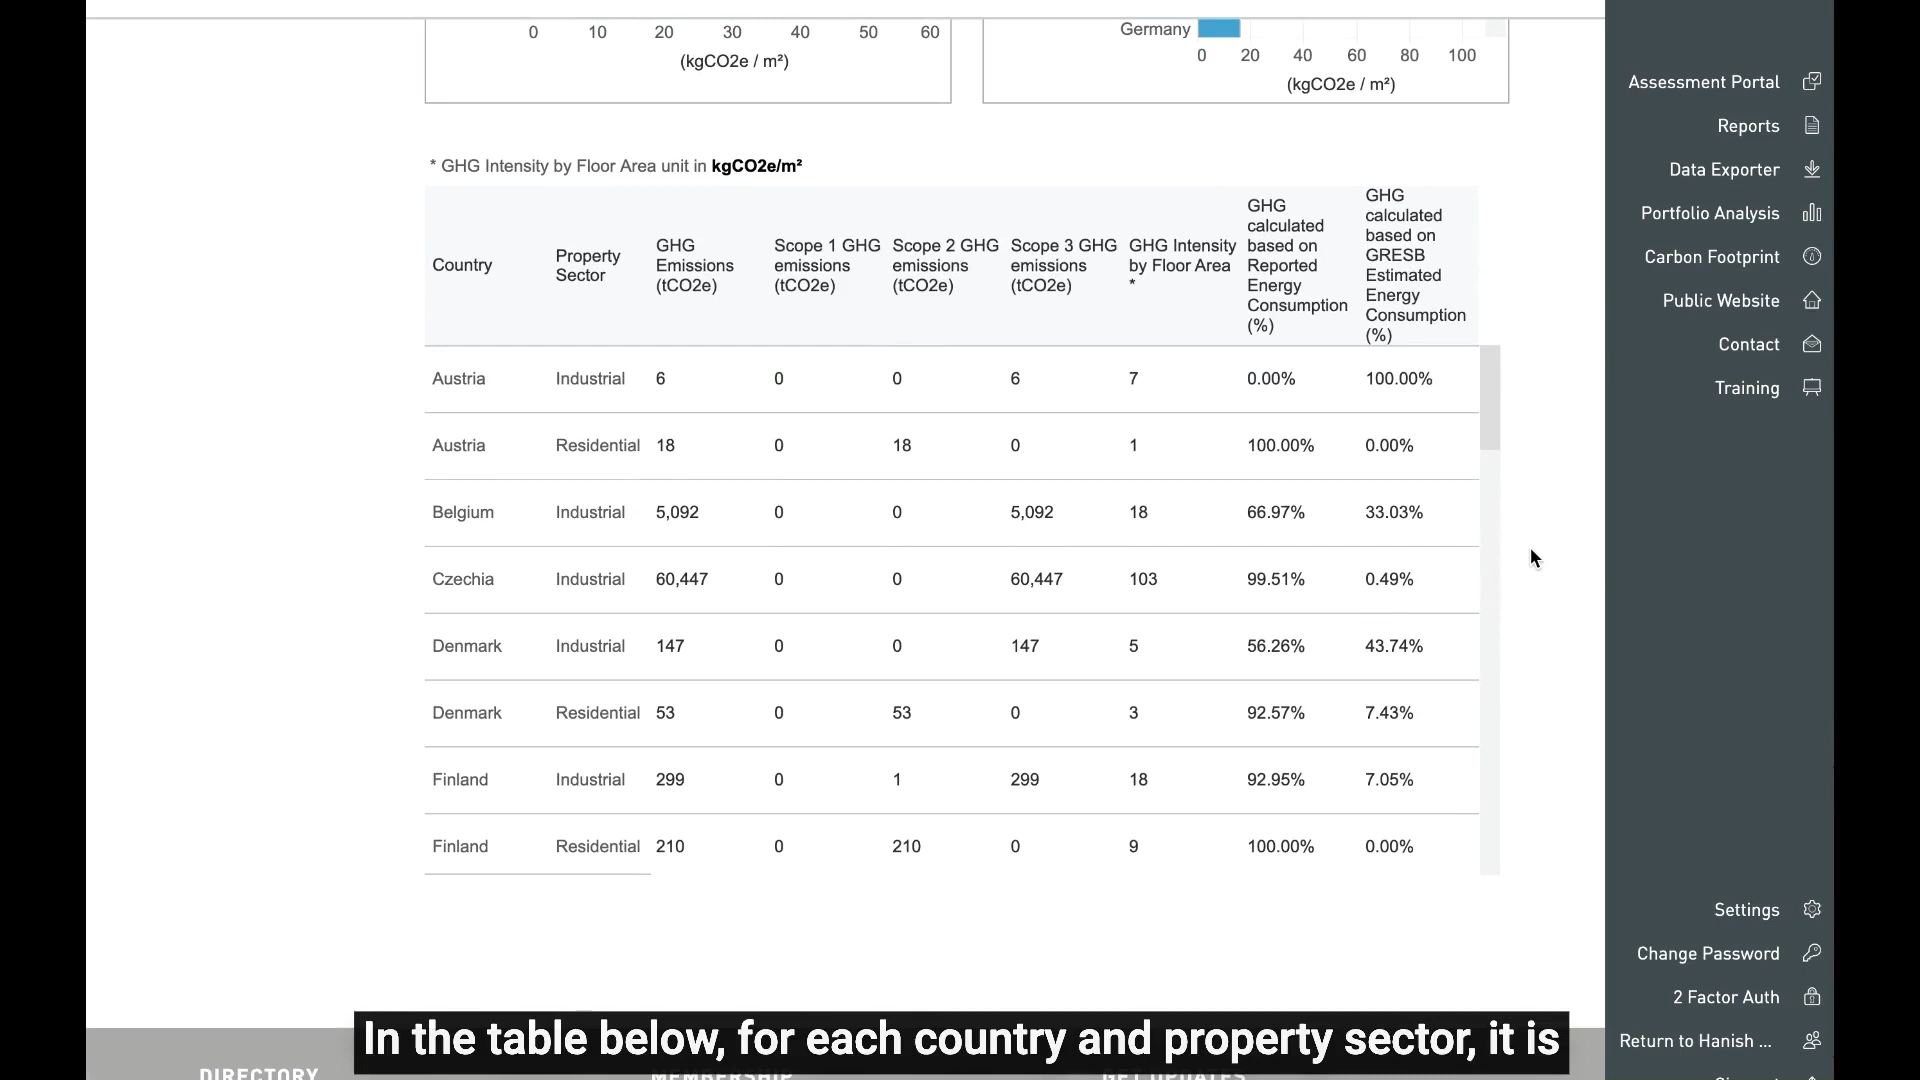 0 10 20 30 40 50 60
(kgCO2e / m²)
Germany
0 20 40 60 80 100
(kgCO2e / m²)
* GHG Intensity by Floor Area unit in kgCO2e/m²
Country
Property
Sector
GHG
Emissions
(tCO2e)
Scope 1 GHG
emissions
(tCO2e)
Scope 2 GHG
emissions
(tCO2e)
Scope 3 GHG
emissions
(tCO2e)
GHG Intensity
by Floor Area
*
GHG
calculated
based on
Reported
Energy
Consumption
(%)
GHG
calculated
based on
GRESB
Estimated
Energy
Consumption
(%)
Austria Industrial 6 0 0 6 7 0.00% 100.00%
Austria Residential 18 0 18 0 1 100.00% 0.00%
Belgium Industrial 5,092 0 0 5,092 18 66.97% 33.03%
Czechia Industrial 60,447 0 0 60,447 103 99.51% 0.49%
Denmark Industrial 147 0 0 147 5 56.26% 43.74%
Denmark Residential 53 0 53 0 3 92.57% 7.43%
Finland Industrial 299 0 1 299 18 92.95% 7.05%
Finland Residential 210 0 210 0 9 100.00% 0.00%
Assessment Portal
Reports
Data Exporter
Portfolio Analysis
Carbon Footprint
Public Website
Contact
Training
Settings
Change Password
2 Factor Auth
Return to Hanish ...
In the table below, for each country and property sector, it is
DIRECTORY MEMBERSHIP GET UPDATES